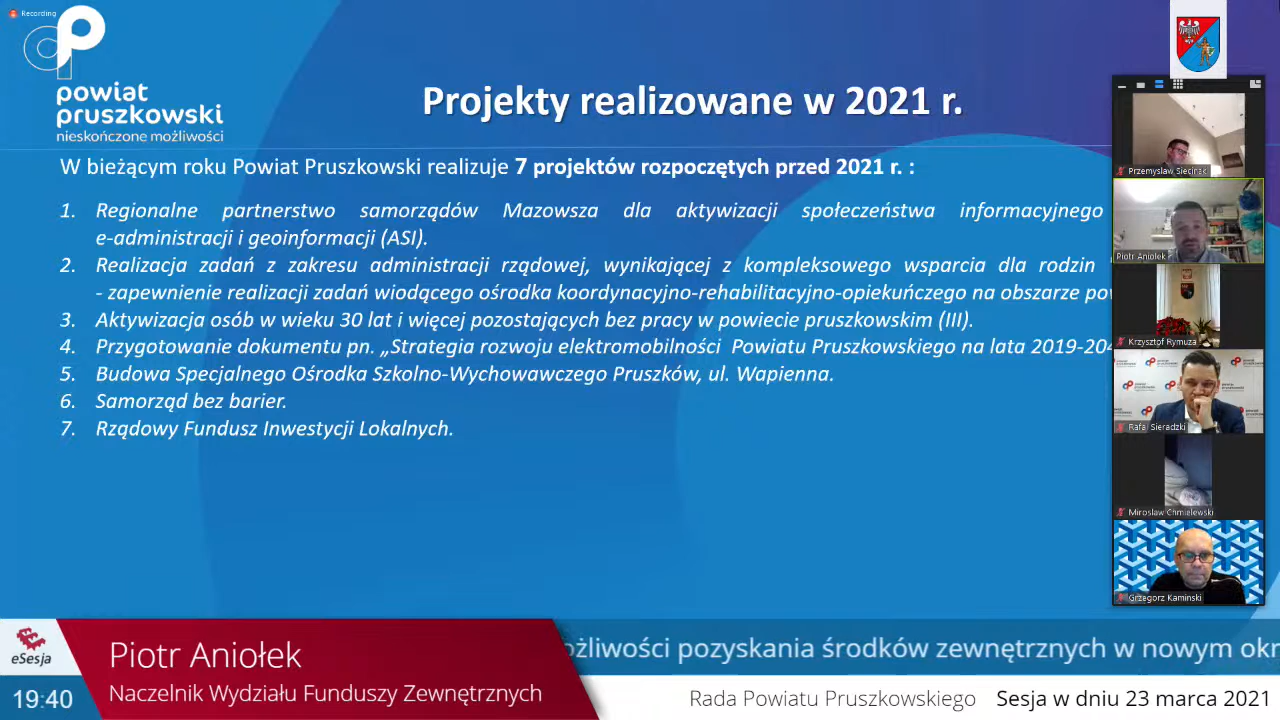 Recording
powiat
pruszkowski
nieskończone możliwości
Projekty realizowane w 2021 r.
W bieżącym roku Powiat Pruszkowski realizuje 7 projektów rozpoczętych przed 2021 r. :
1. Regionalne partnerstwo samorządów Mazowsza dla aktywizacji społeczeństwa informacyjnego
e-administracji i geoinformacji (ASI).
2. Realizacja zadań z zakresu administracji rządowej, wynikającej z kompleksowego wsparcia dla rodzin
- zapewnienie realizacji zadań wiodącego ośrodka koordynacyjno-rehabilitacyjno-opiekuńczego na obszarze
3. Aktywizacja osób w wieku 30 lat i więcej pozostających bez pracy w powiecie pruszkowskim (III).
4. Przygotowanie dokumentu pn. „Strategia rozwoju elektromobilności Powiatu Pruszkowskiego na lata 2019-204
5. Budowa Specjalnego Ośrodka Szkolno-Wychowawczego Pruszków, ul. Wapienna.
6. Samorząd bez barier.
7. Rządowy Fundusz Inwestycji Lokalnych.
Przemysław Siecinski
Piotr Aniołek
Krzysztof Rymuza
Rafał Sieradzki
Mirosław Chmielewski
Grzegorz Kamiński
eSesja
19:40
Piotr Aniołek
Naczelnik Wydziału Funduszy Zewnętrznych
ożliwości pozyskania środków zewnętrznych w nowym okr
Rada Powiatu Pruszkowskiego Sesja w dniu 23 marca 2021